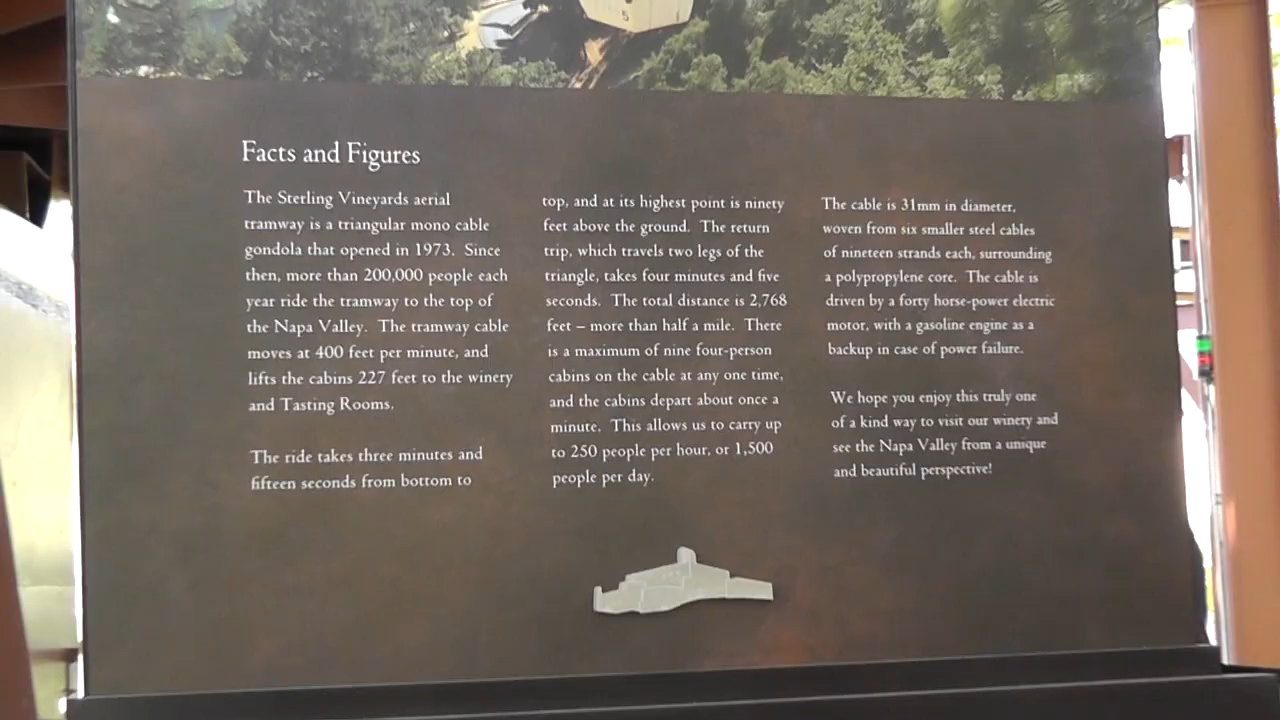 5
Facts and Figures
The Sterling Vineyards aerial
tramway is a triangular mono cable
gondola that opened in 1973. Since
then, more than 200,000 people each
year ride the tramway to the top of
the Napa Valley. The tramway cable
moves at 400 feet per minute, and
lifts the cabins 227 feet to the winery
and Tasting Rooms.
The ride takes three minutes and
fifteen seconds from bottom to
top, and at its highest point is ninety
feet above the ground. The return
trip, which travels two legs of the
triangle, takes four minutes and five
seconds. The total distance is 2,768
feet – more than half a mile. There
is a maximum of nine four-person
cabins on the cable at any one time,
and the cabins depart about once a
minute. This allows us to carry up
to 250 people per hour, or 1,500
people per day.
The cable is 31mm in diameter,
woven from six smaller steel cables
of nineteen strands each, surrounding
a polypropylene core. The cable is
driven by a forty horse-power electric
motor, with a gasoline engine as a
backup in case of power failure.
We hope you enjoy this truly one
of a kind way to visit our winery and
see the Napa Valley from a unique
and beautiful perspective!